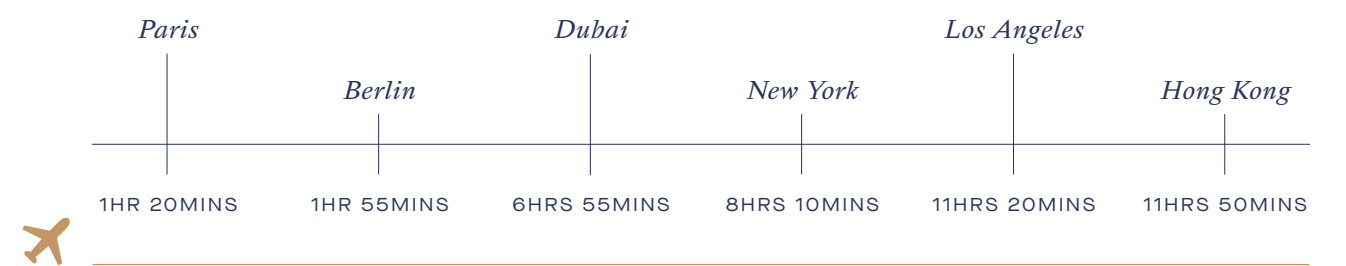 Paris
Dubai
Los Angeles
Berlin
New York
Hong Kong
1HR 20MINS
1HR 55MINS
6HRS 55MINS
8HRS 10MINS
11HRS 20MINS
11HRS 50MINS